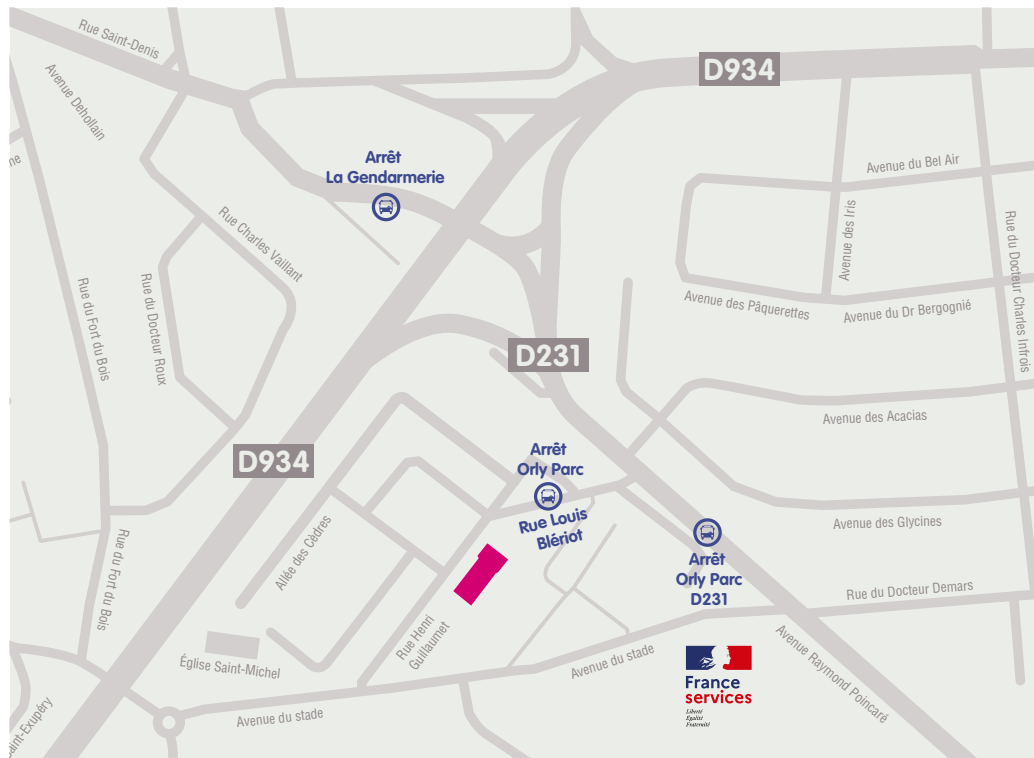 Rue Saint-Denis
D934
Avenue Dehollain
Arrêt
La Gendarmerie
Avenue du Bel Air
Rue Charles Vaillant
Avenue des Iris
Rue du Docteur Charles Infrois
Rue du Fort du Bois
Rue du Docteur Roux
Avenue des Pâquerettes
Avenue du Dr Bergognié
D231
Avenue des Acacias
D934
Arrêt
Orly Parc
Rue Louis
Blériot
Avenue des Glycines
Allée des Cèdres
Rue du Fort du Bois
Arrêt
Orly Parc
D231
Rue du Docteur Demars
Rue Henri
Guillaumet
Église Saint-Michel
Avenue du stade
Avenue Raymond Poincaré
France
services
Liberté
Égalité
Fraternité
Avenue du stade